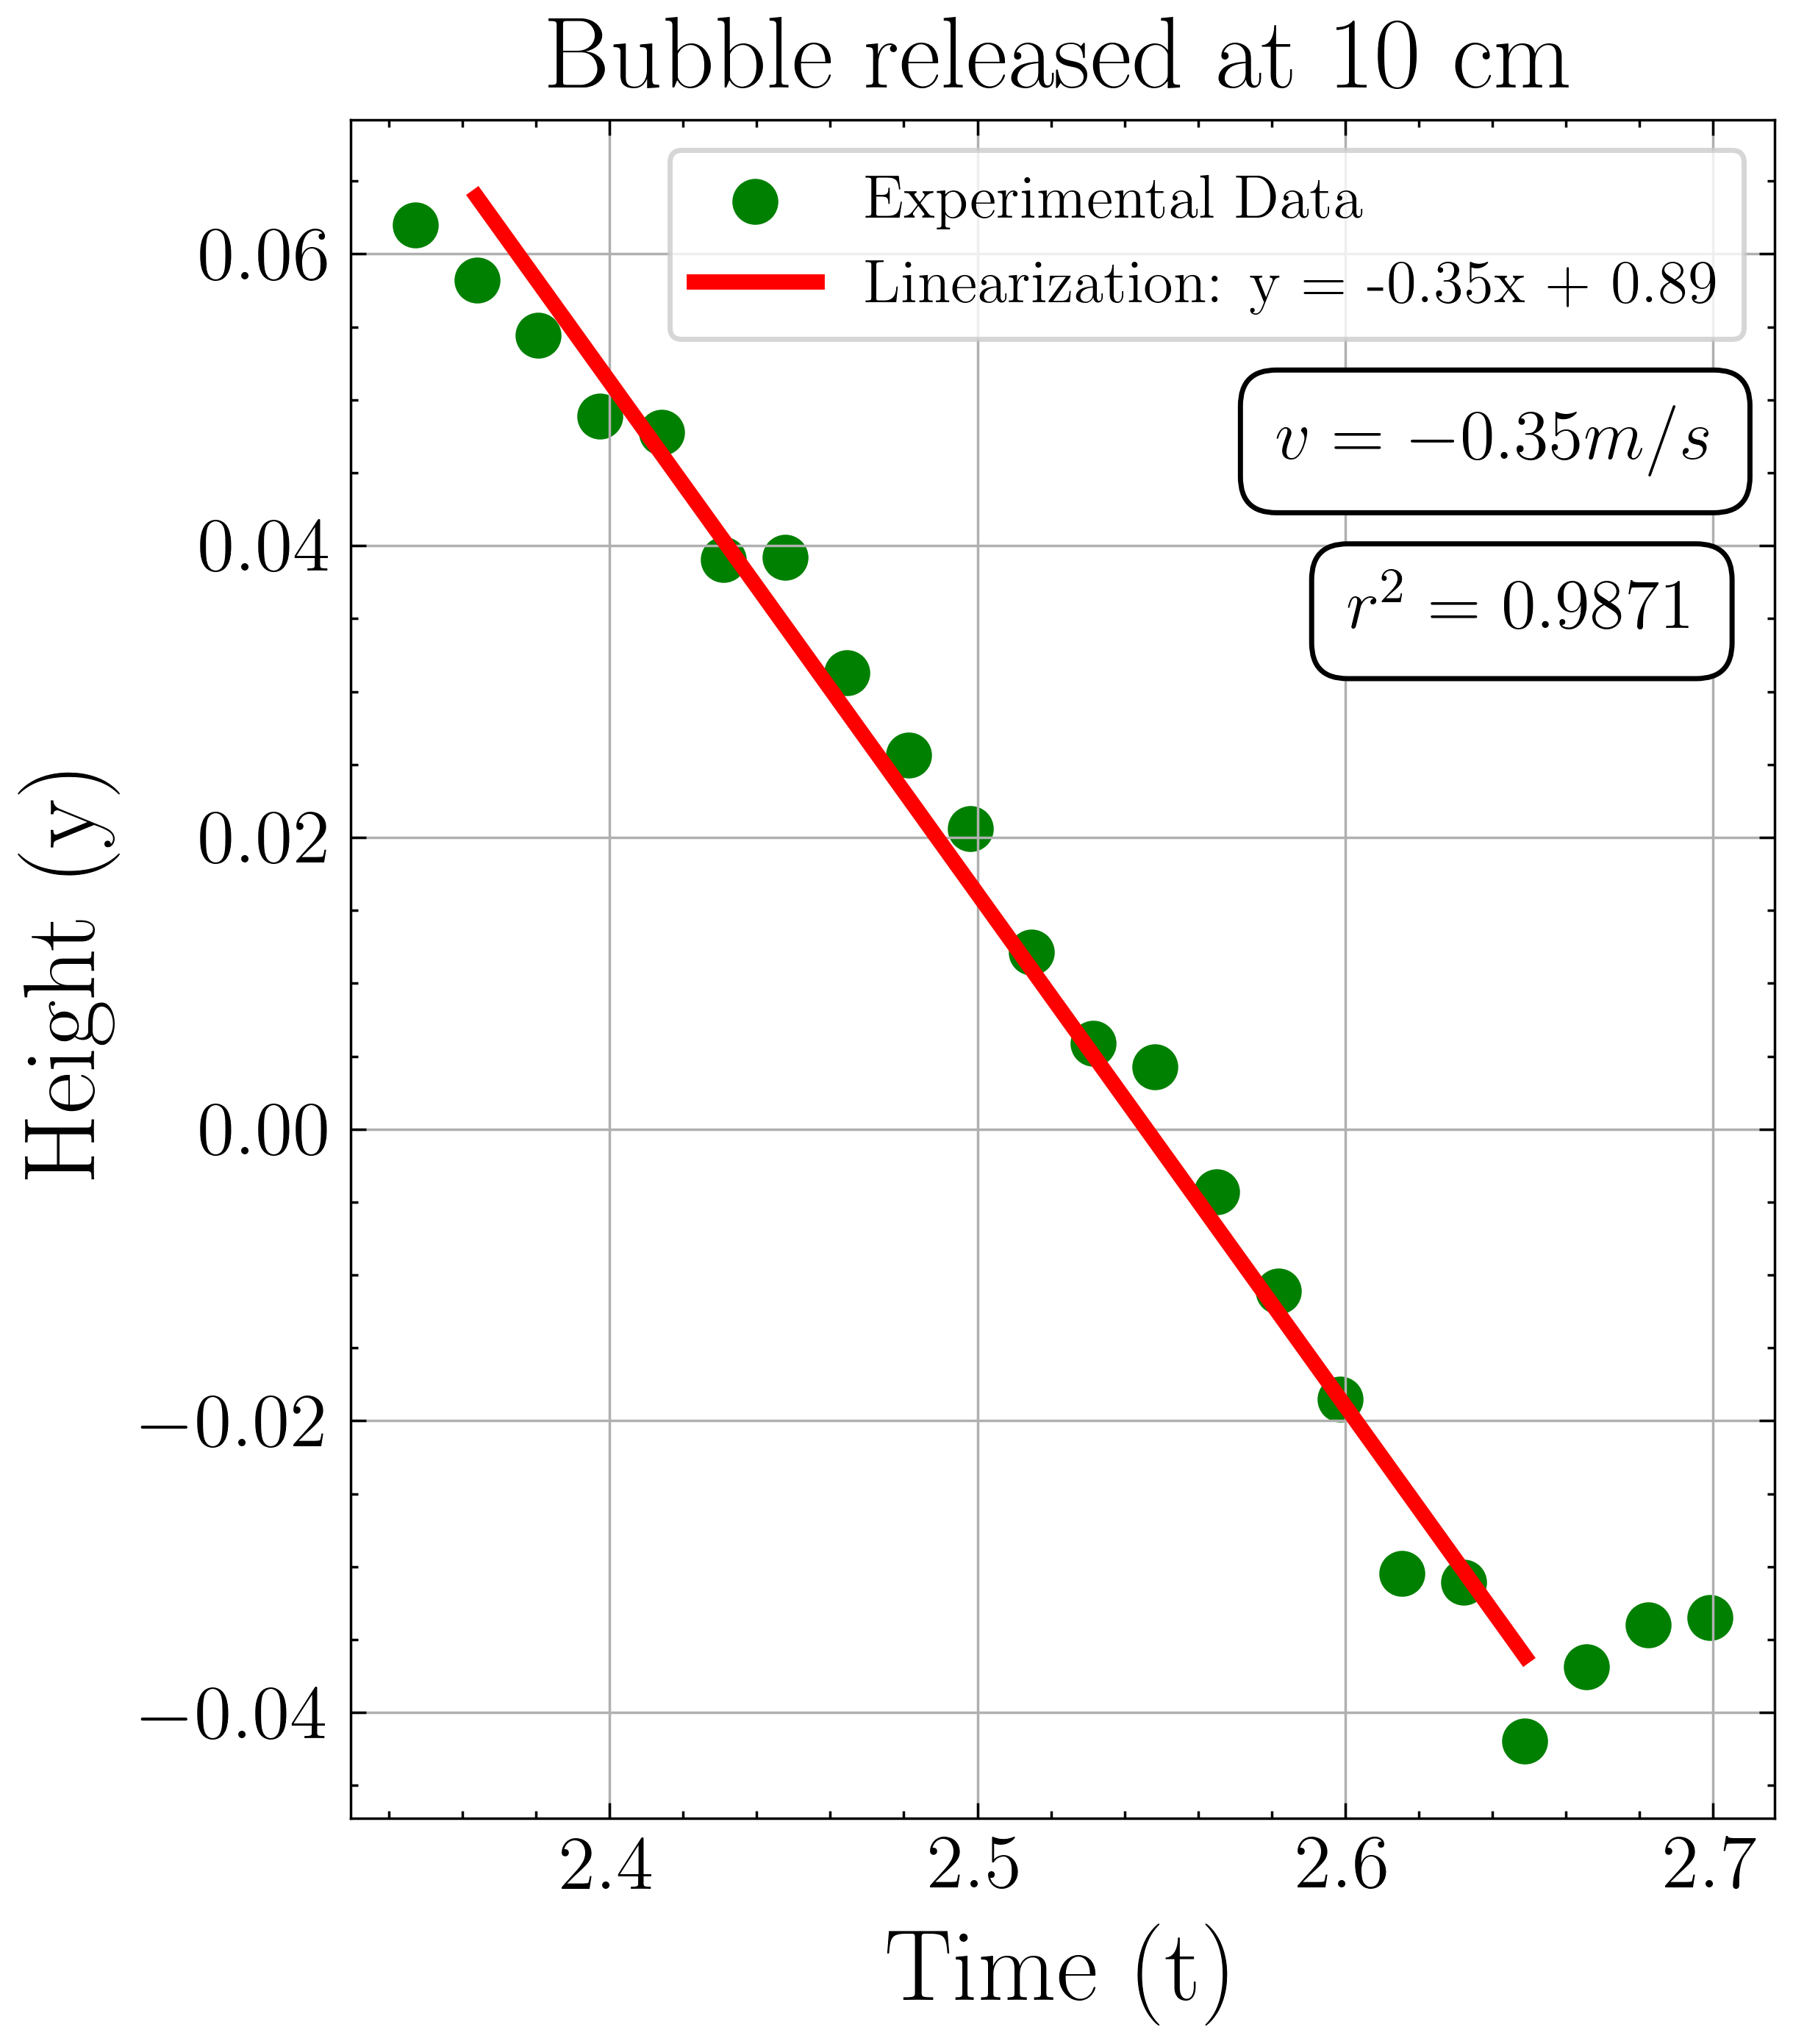 Bubble released at 10 cm
Experimental Data
Linearization: y = -0.35x + 0.89
v = −0.35m/s
r² = 0.9871
Height (y)
0.06
0.04
0.02
0.00
−0.02
−0.04
2.4 2.5 2.6 2.7
Time (t)